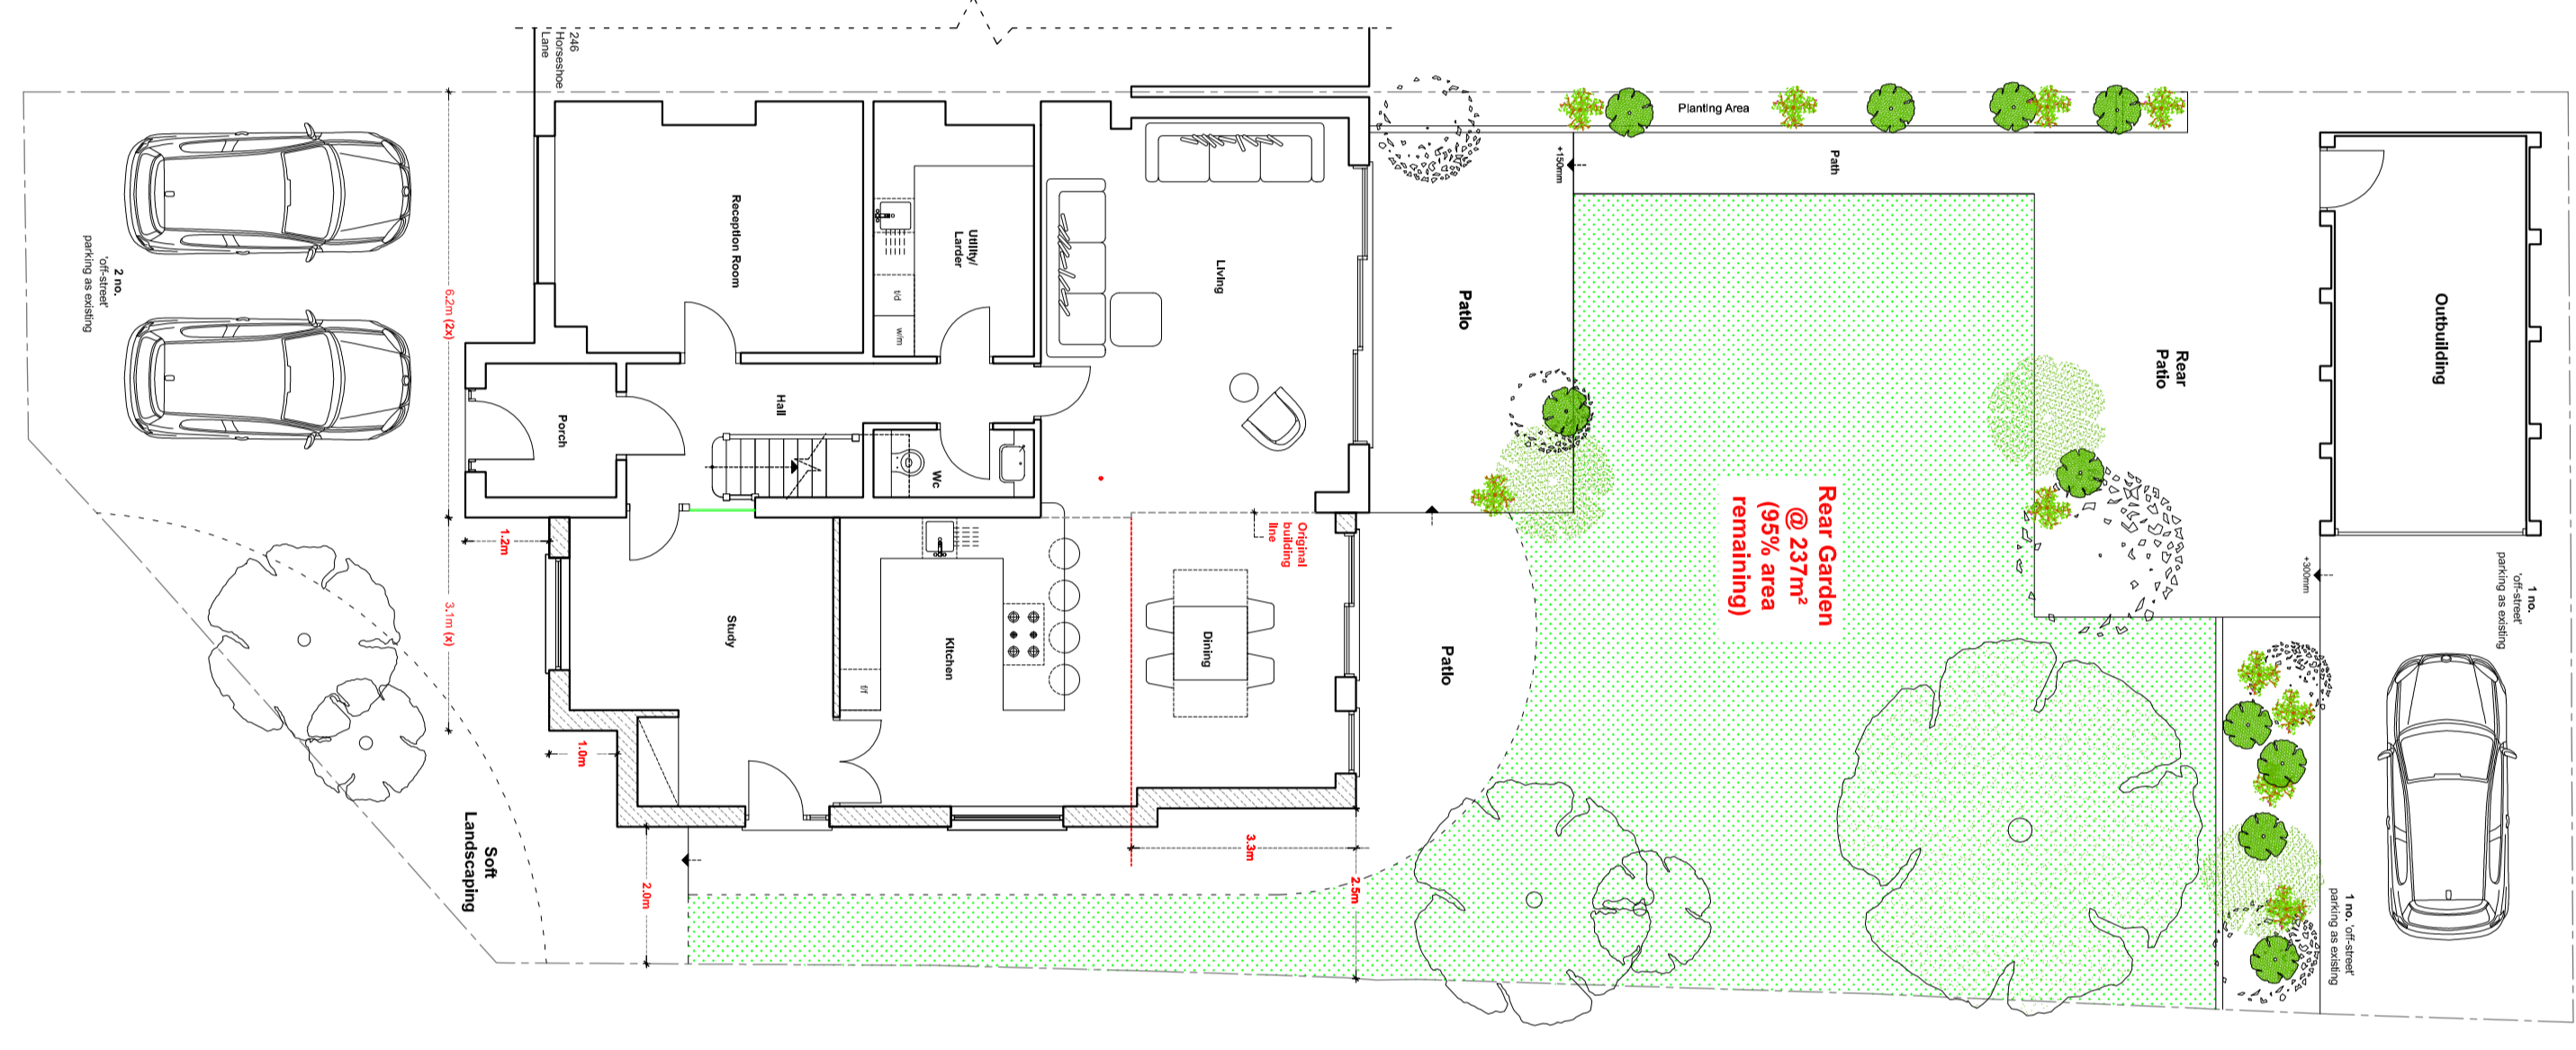 246
Horseshoe
Lane
2 no.
'off-street'
parking as existing
6.2m (2x)
3.1m (x)
1.2m
1.0m
2.0m
Soft
Landscaping
Reception Room
Utility/
Larder
t/d
w/m
Living
Porch
Hall
Wc
Study
Kitchen
f/f
Dining
Original
building
line
3.3m
2.5m
Patio
Patio
+150mm
Planting Area
Path
Rear Garden
@ 237m²
(95% area
remaining)
Rear
Patio
Outbuilding
+300mm
1 no.
'off-street'
parking as existing
1 no. 'off-street'
parking as existing